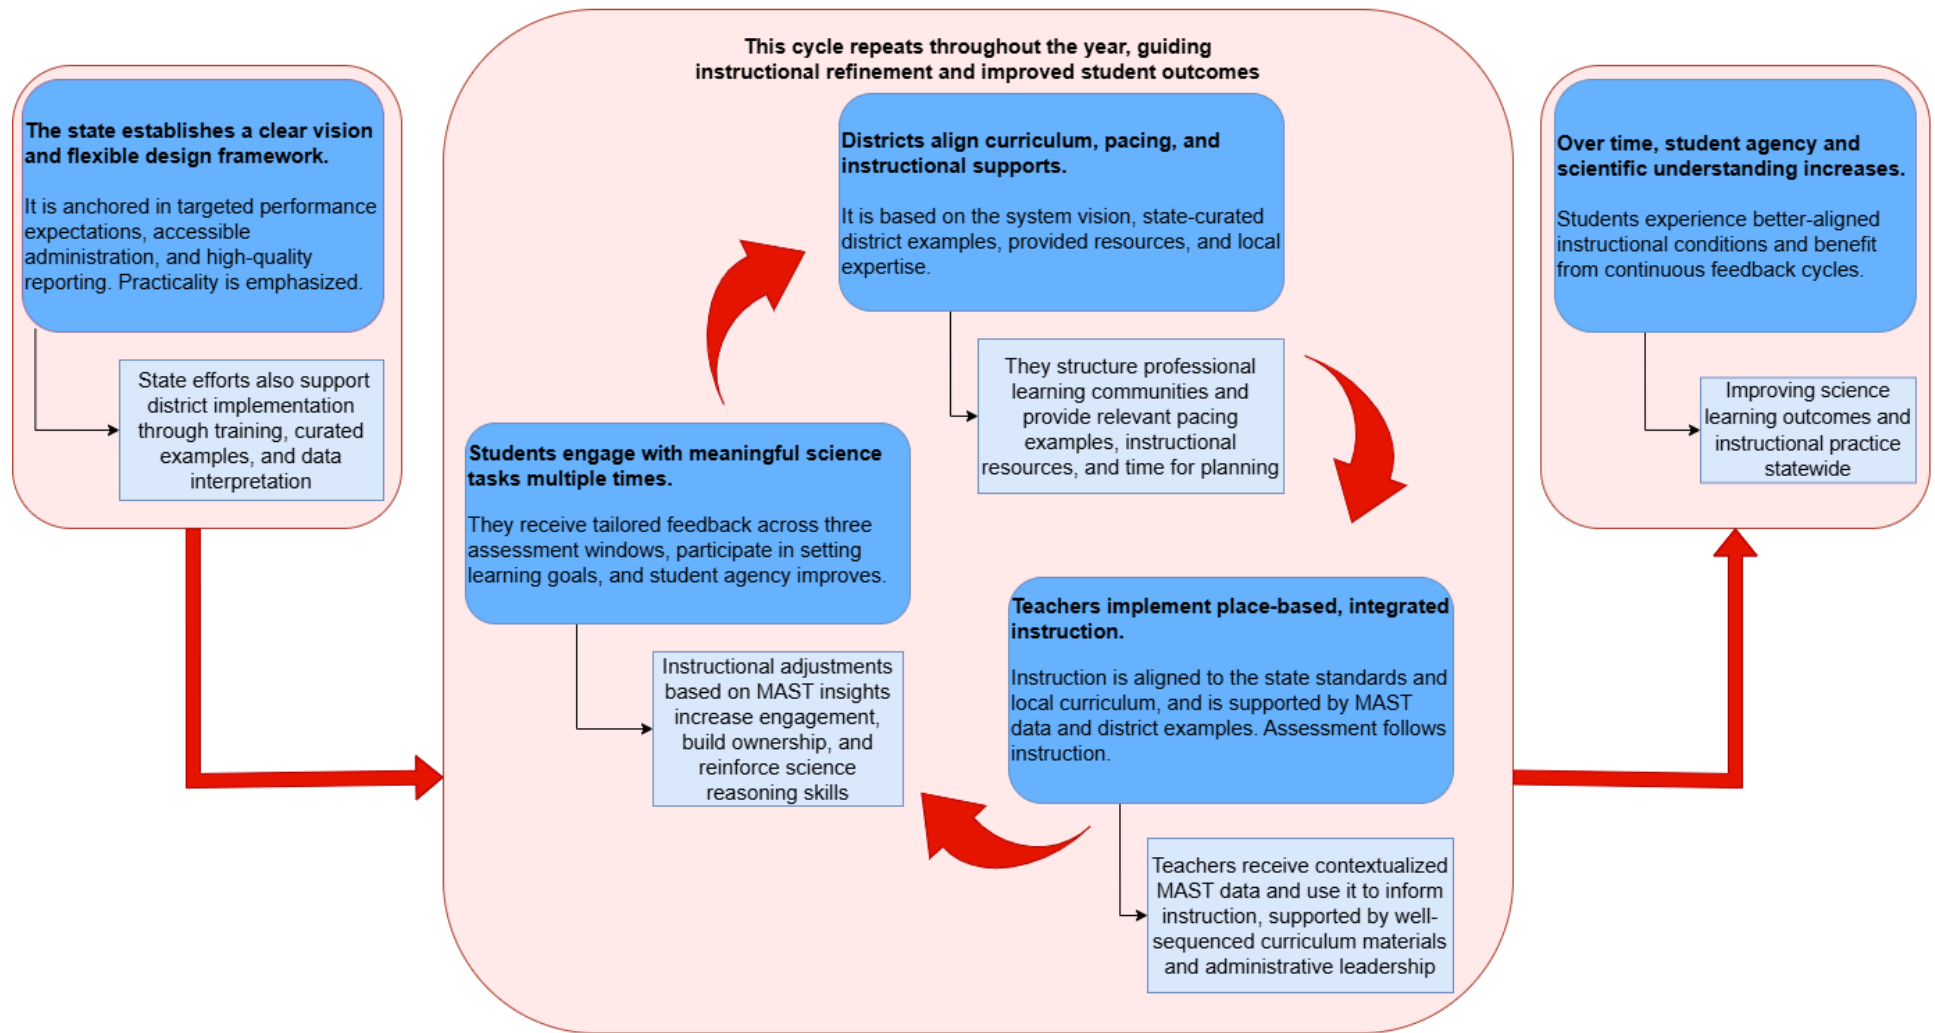 The state establishes a clear vision
and flexible design framework.
It is anchored in targeted performance
expectations, accessible
administration, and high-quality
reporting. Practicality is emphasized.
State efforts also support
district implementation
through training, curated
examples, and data
interpretation
This cycle repeats throughout the year, guiding
instructional refinement and improved student outcomes
Districts align curriculum, pacing, and
instructional supports.
It is based on the system vision, state-curated
district examples, provided resources, and local
expertise.
They structure professional
learning communities and
provide relevant pacing
examples, instructional
resources, and time for planning
Teachers implement place-based, integrated
instruction.
Instruction is aligned to the state standards and
local curriculum, and is supported by MAST
data and district examples. Assessment follows
instruction.
Teachers receive contextualized
MAST data and use it to inform
instruction, supported by well-
sequenced curriculum materials
and administrative leadership
Students engage with meaningful science
tasks multiple times.
They receive tailored feedback across three
assessment windows, participate in setting
learning goals, and student agency improves.
Instructional adjustments
based on MAST insights
increase engagement,
build ownership, and
reinforce science
reasoning skills
Over time, student agency and
scientific understanding increases.
Students experience better-aligned
instructional conditions and benefit
from continuous feedback cycles.
Improving science
learning outcomes and
instructional practice
statewide